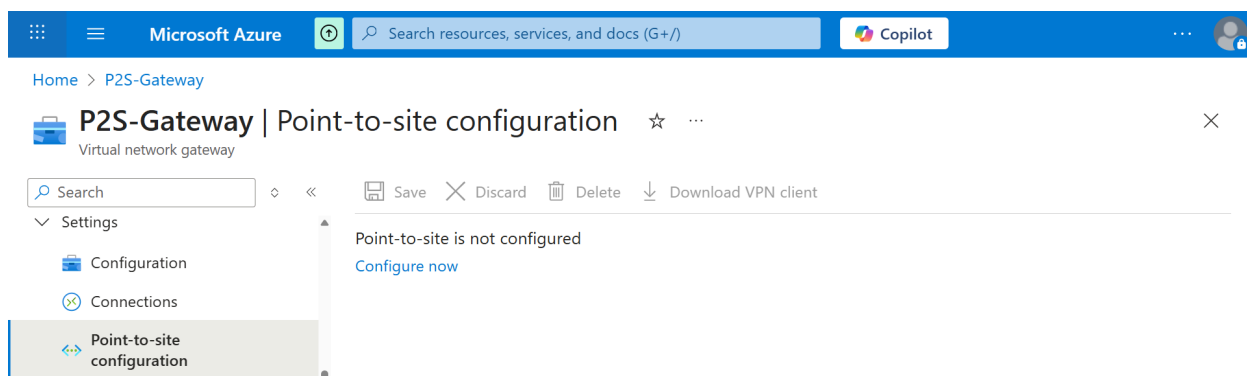 Microsoft Azure
Search resources, services, and docs (G+/)
Copilot
Home > P2S-Gateway
P2S-Gateway | Point-to-site configuration
Virtual network gateway
Search
Save
Discard
Delete
Download VPN client
Settings
Point-to-site is not configured
Configure now
Configuration
Connections
Point-to-site
configuration